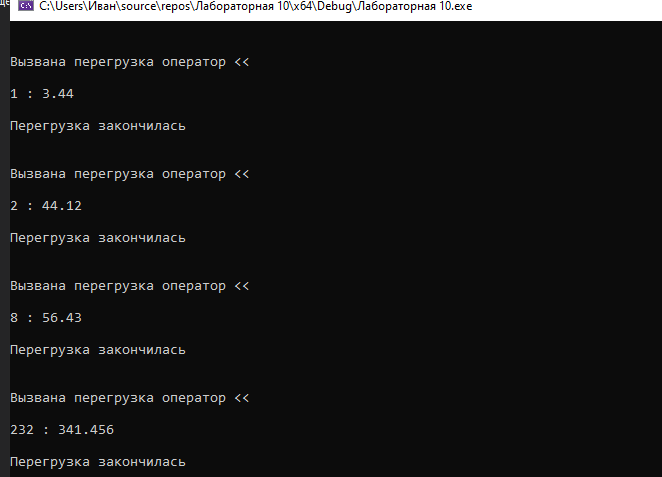 C:\Users\Иван\source\repos\Лабораторная 10\x64\Debug\Лабораторная 10.exe
Вызвана перегрузка оператор <<
1 : 3.44
Перегрузка закончилась
Вызвана перегрузка оператор <<
2 : 44.12
Перегрузка закончилась
Вызвана перегрузка оператор <<
8 : 56.43
Перегрузка закончилась
Вызвана перегрузка оператор <<
232 : 341.456
Перегрузка закончилась